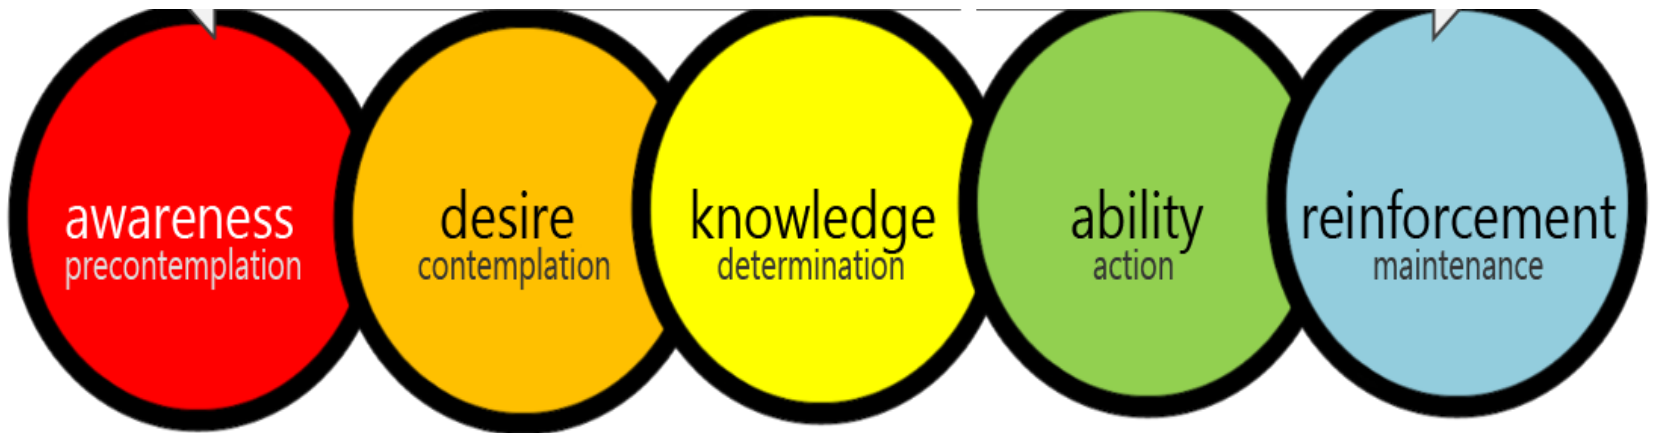 awareness
precontemplation
desire
contemplation
knowledge
determination
ability
action
reinforcement
maintenance